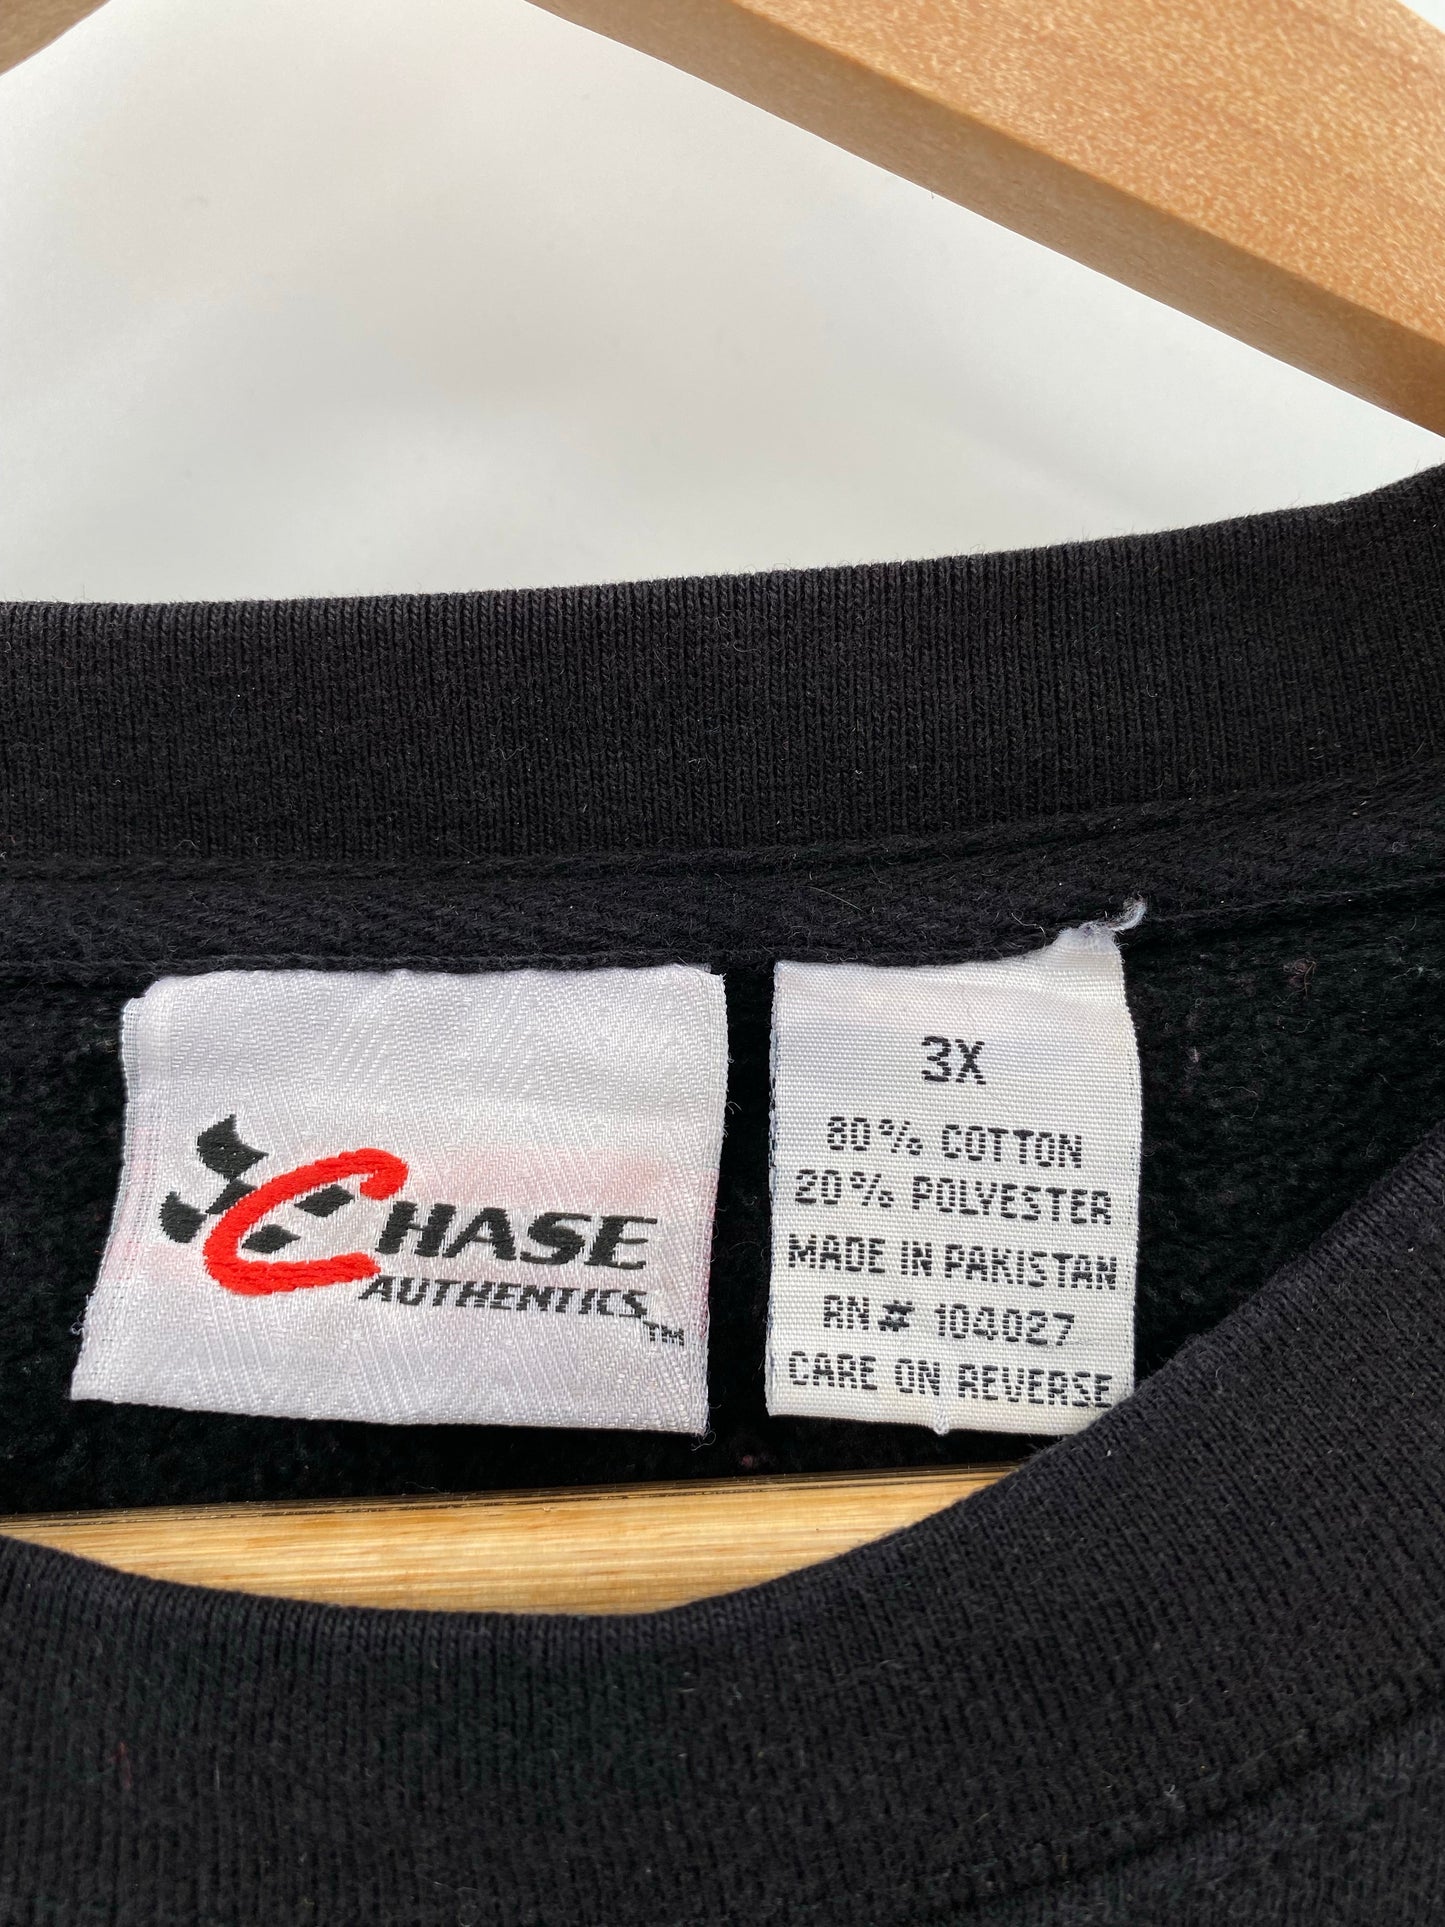 CHASE
AUTHENTICS TM
3X
80% COTTON
20% POLYESTER
MADE IN PAKISTAN
RN# 104027
CARE ON REVERSE